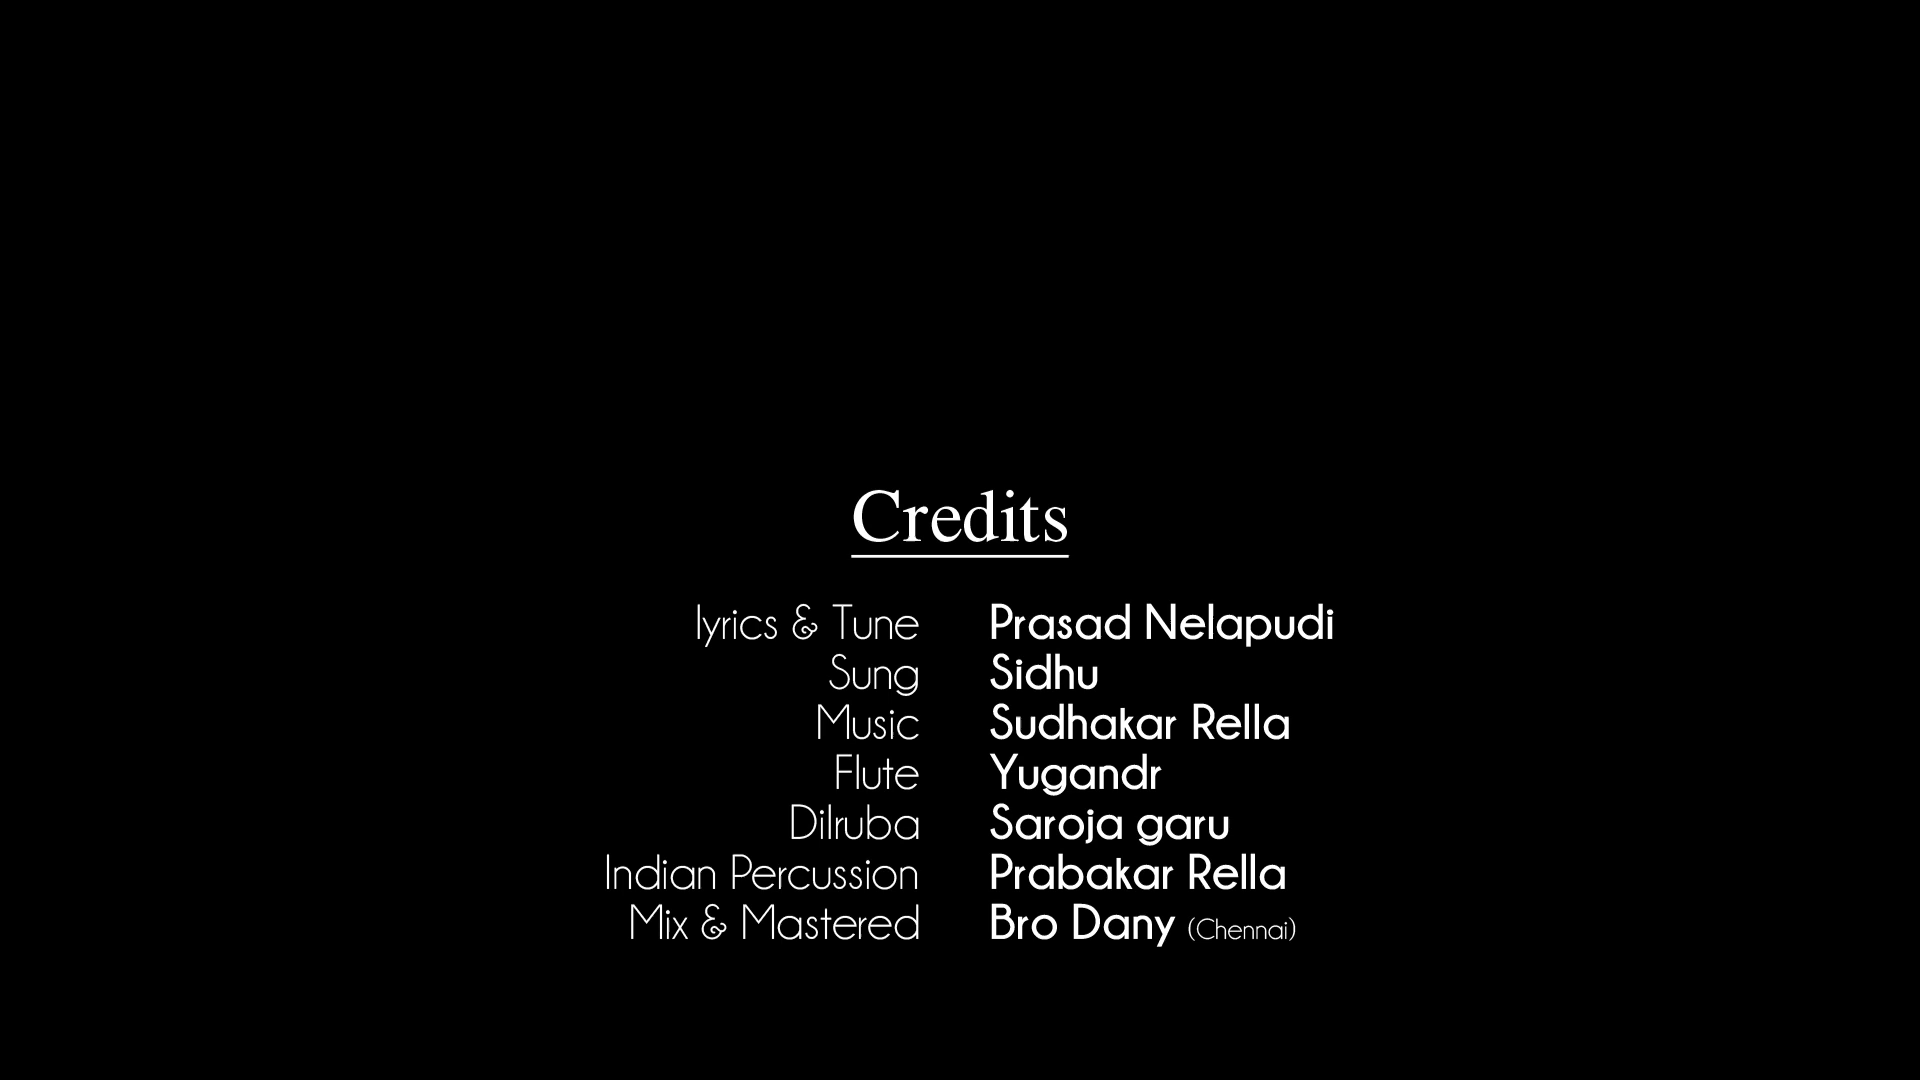 Credits
lyrics & Tune Prasad Nelapudi
Sung Sidhu
Music Sudhakar Rella
Flute Yugandr
Dilruba Saroja garu
Indian Percussion Prabakar Rella
Mix & Mastered Bro Dany (Chennai)